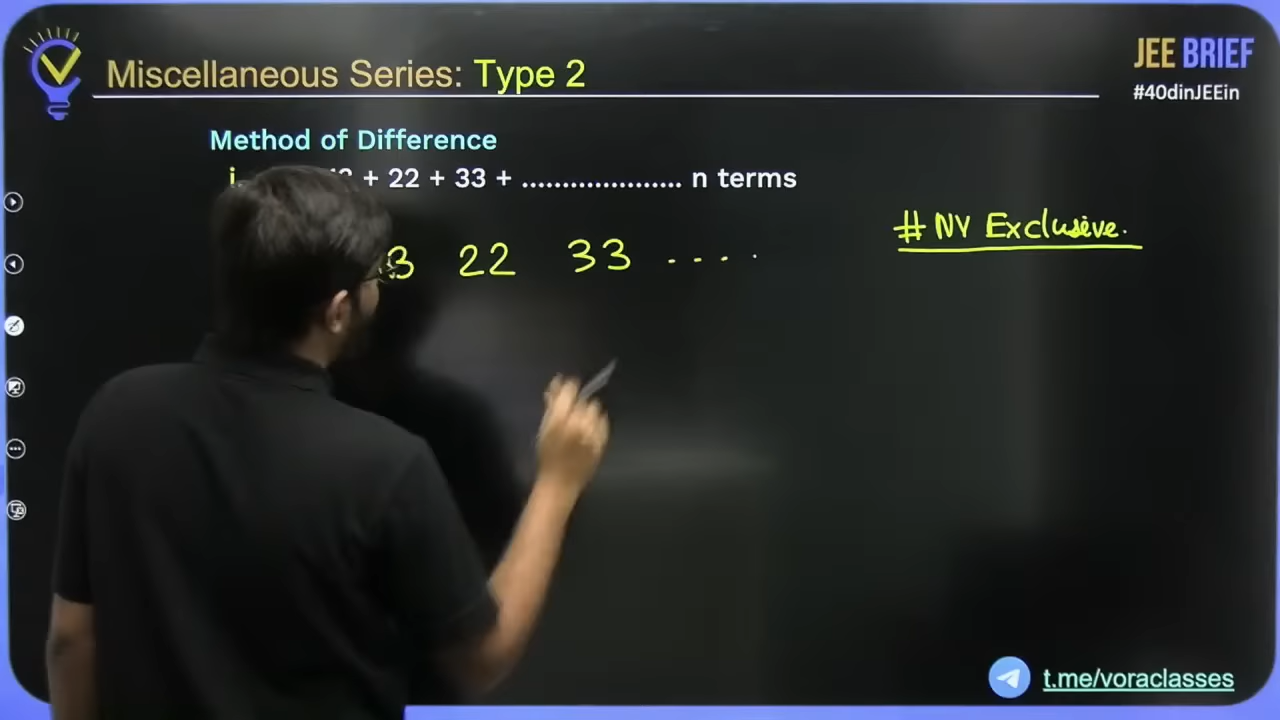 Miscellaneous Series: Type 2
JEE BRIEF
#40dinJEEin
Method of Difference
i. + 22 + 33 + ..................... n terms
# NV Exclusive.
3 22 33 ....
t.me/voraclasses